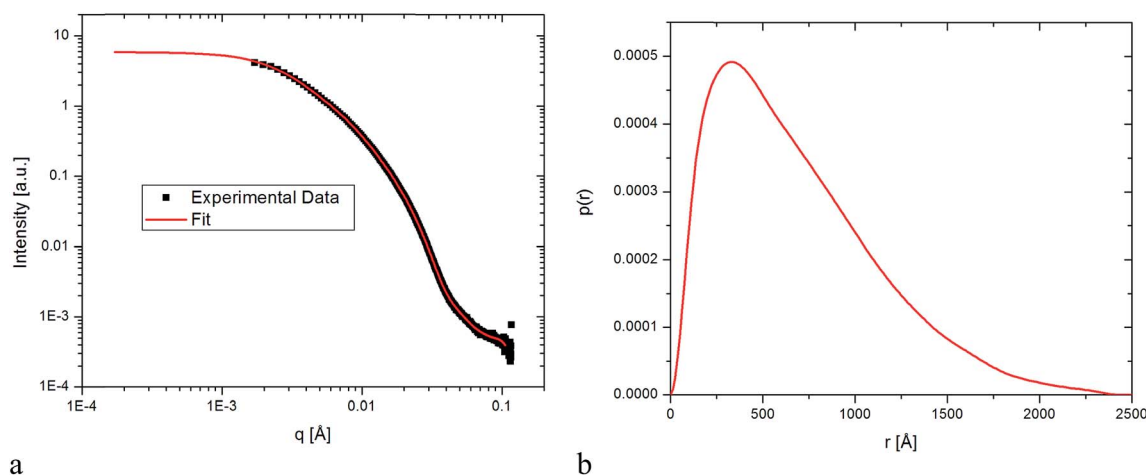 10
1
0.1
0.01
1E-3
1E-4
Intensity [a.u.]
Experimental Data
Fit
1E-4 1E-3 0.01 0.1
q [Å]
a
0.0005
0.0004
0.0003
0.0002
0.0001
0.0000
p(r)
0 500 1000 1500 2000 2500
r [Å]
b